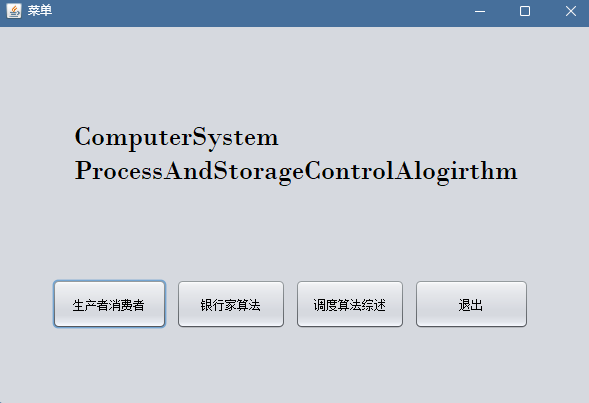 菜单
ComputerSystem
ProcessAndStorageControlAlogirthm
生产者消费者 银行家算法 调度算法综述 退出